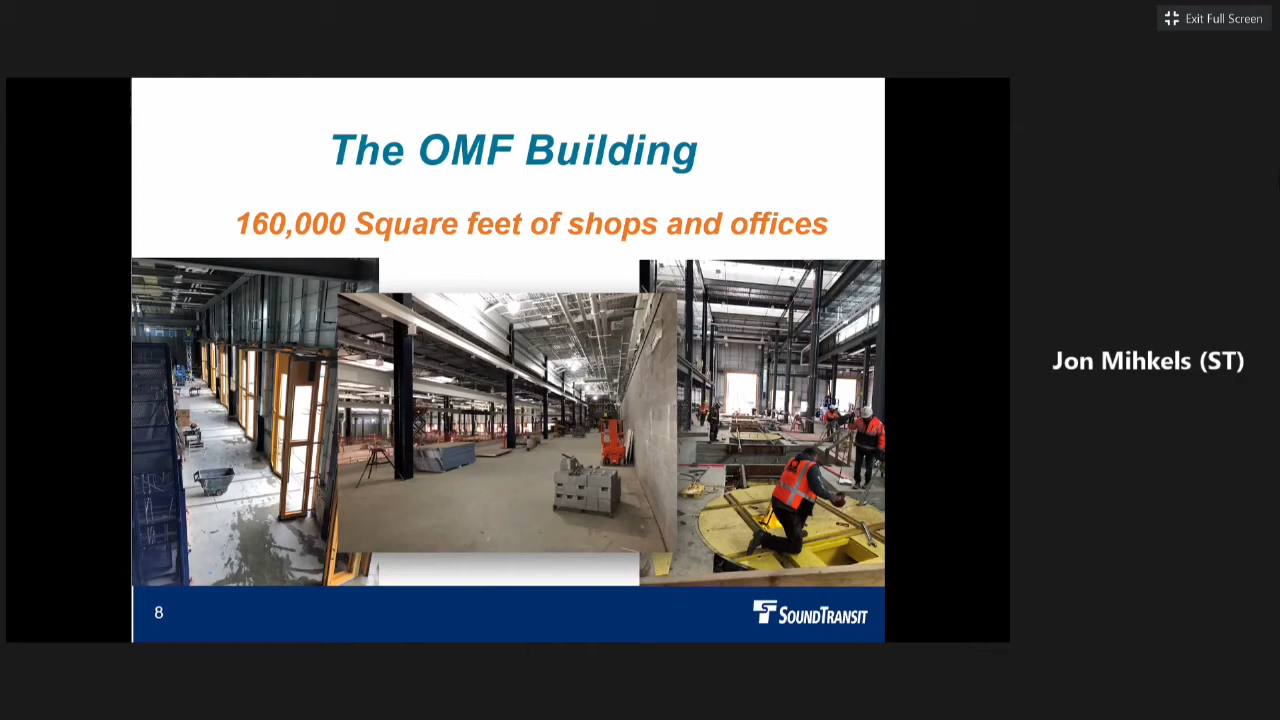 Exit Full Screen
The OMF Building
160,000 Square feet of shops and offices
Jon Mihkels (ST)
8
SOUNDTRANSIT